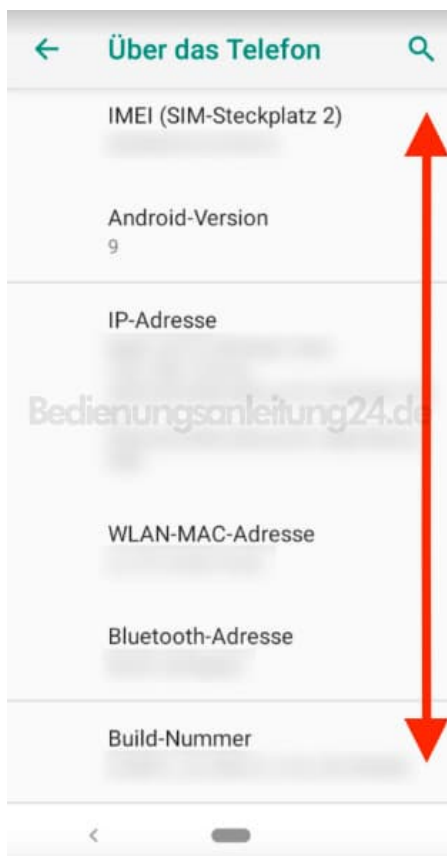 Über das Telefon
IMEI (SIM-Steckplatz 2)
Android-Version
9
IP-Adresse
Bedienungsanleitung24.de
WLAN-MAC-Adresse
Bluetooth-Adresse
Build-Nummer